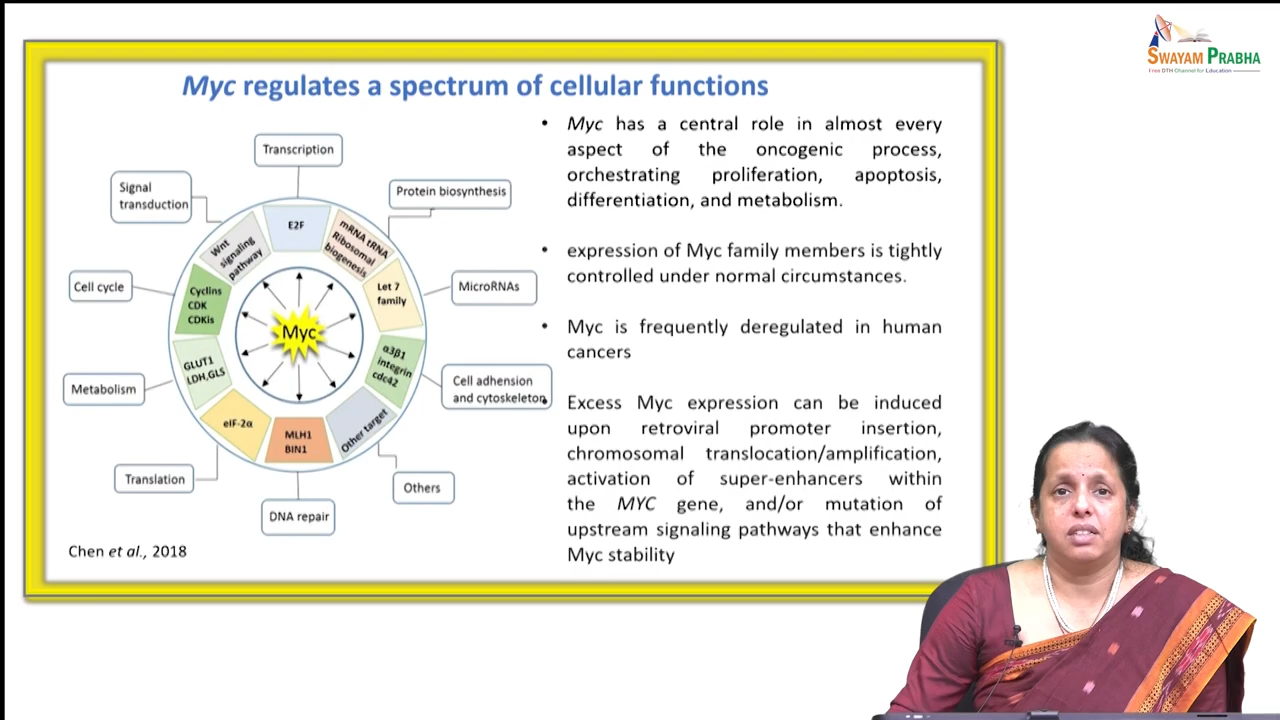 SWAYAM PRABHA
Free DTH Channel for Education
Myc regulates a spectrum of cellular functions
Transcription
Signal
transduction
Protein biosynthesis
Cell cycle
MicroRNAs
Metabolism
Cell adhension
and cytoskeleton
Translation
Others
DNA repair
E2F
mRNA tRNA
Ribosomal
biogenesis
Let 7
family
α3β1
integrin
cdc42
Other target
MLH1
BIN1
eIF-2α
GLUT1
LDH,GLS
Cyclins
CDK
CDKis
Wnt
signaling
pathway
Myc
Chen et al., 2018
• Myc has a central role in almost every
aspect of the oncogenic process,
orchestrating proliferation, apoptosis,
differentiation, and metabolism.
• expression of Myc family members is tightly
controlled under normal circumstances.
• Myc is frequently deregulated in human
cancers
• Excess Myc expression can be induced
upon retroviral promoter insertion,
chromosomal translocation/amplification,
activation of super-enhancers within
the MYC gene, and/or mutation of
upstream signaling pathways that enhance
Myc stability